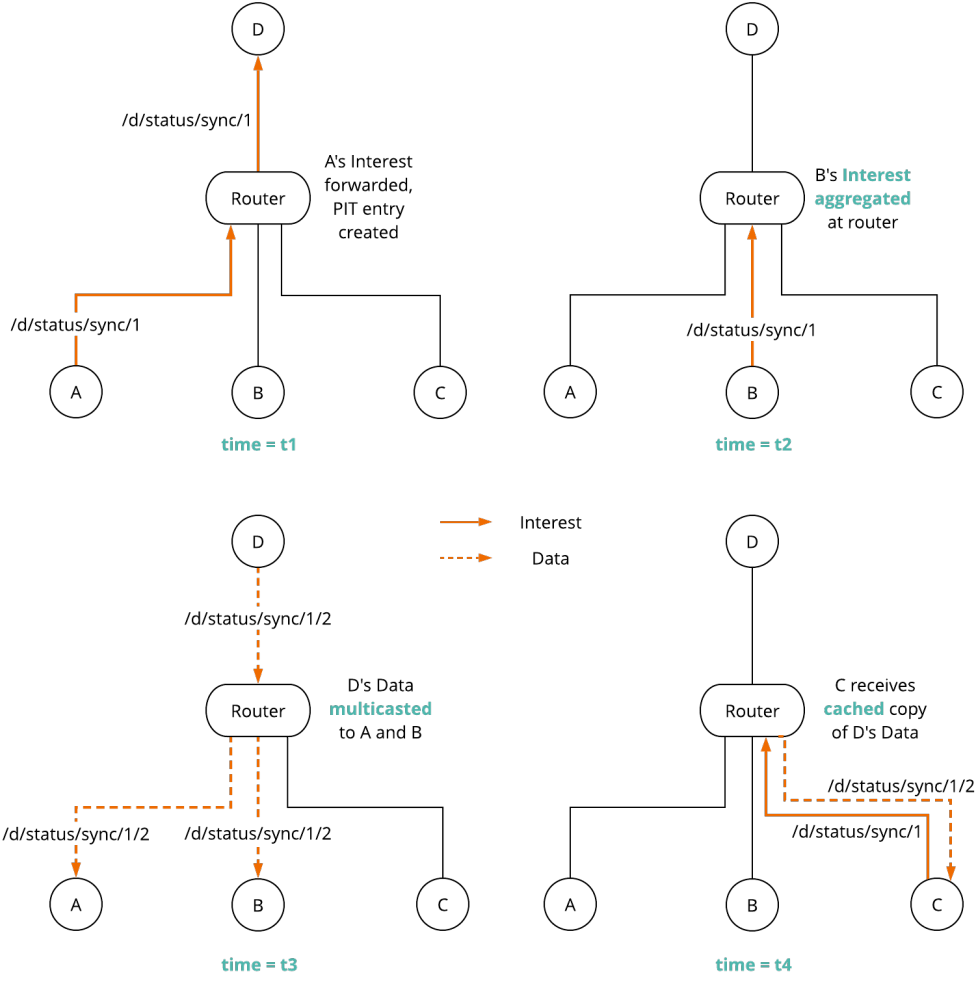 D
/d/status/sync/1
Router
A's Interest
forwarded,
PIT entry
created
/d/status/sync/1
A
B
C
time = t1
D
Router
B's Interest
aggregated
at router
/d/status/sync/1
A
B
C
time = t2
Interest
Data
D
/d/status/sync/1/2
Router
D's Data
multicasted
to A and B
/d/status/sync/1/2
/d/status/sync/1/2
A
B
C
time = t3
D
Router
C receives
cached copy
of D's Data
/d/status/sync/1/2
/d/status/sync/1
A
B
C
time = t4